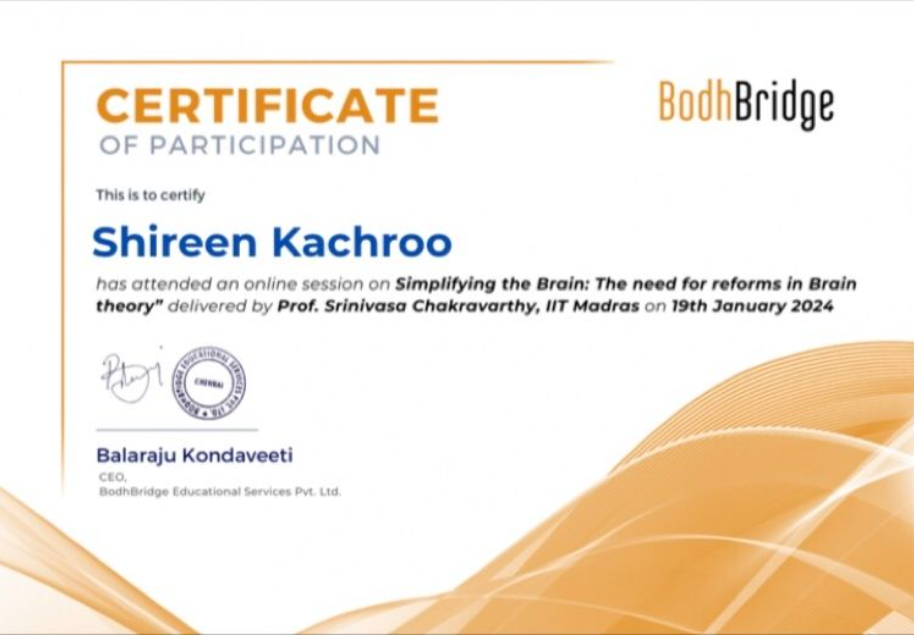 CERTIFICATE
BodhBridge
OF PARTICIPATION
This is to certify
Shireen Kachroo
has attended an online session on Simplifying the Brain: The need for reforms in Brain
theory” delivered by Prof. Srinivasa Chakravarthy, IIT Madras on 19th January 2024
BODHBRIDGE EDUCATIONAL SERVICES PVT. LTD.
CHENNAI
Balaraju Kondaveeti
CEO,
BodhBridge Educational Services Pvt. Ltd.